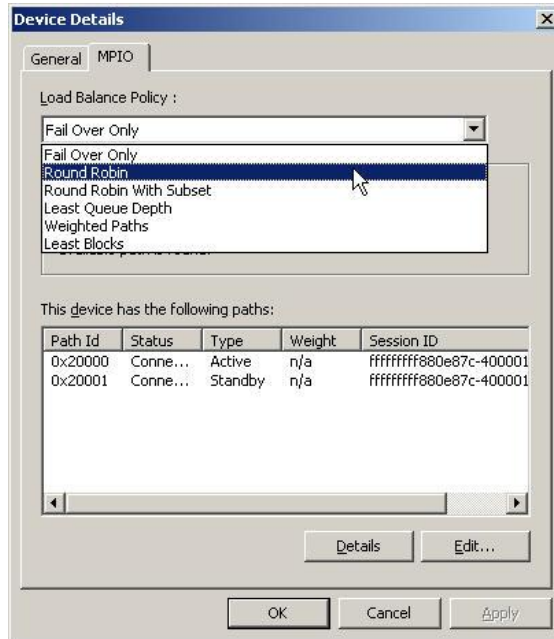 Device Details
General MPIO
Load Balance Policy :
Fail Over Only
Fail Over Only
Round Robin
Round Robin With Subset
Least Queue Depth
Weighted Paths
Least Blocks
This device has the following paths:
Path Id Status Type Weight Session ID
0x20000 Conne... Active n/a fffffffff880e87c-400001
0x20001 Conne... Standby n/a fffffffff880e87c-400001
Details Edit...
OK Cancel Apply